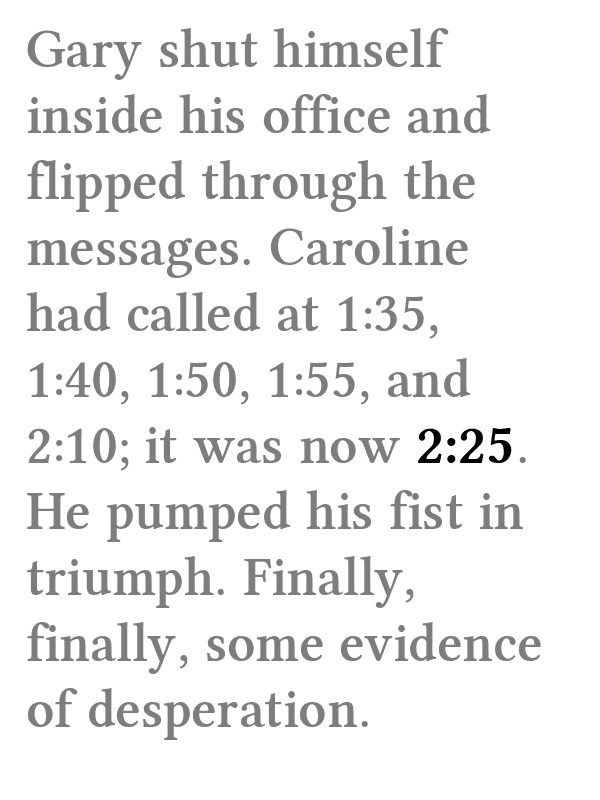 Gary shut himself
inside his office and
flipped through the
messages. Caroline
had called at 1:35,
1:40, 1:50, 1:55, and
2:10; it was now 2:25.
He pumped his fist in
triumph. Finally,
finally, some evidence
of desperation.